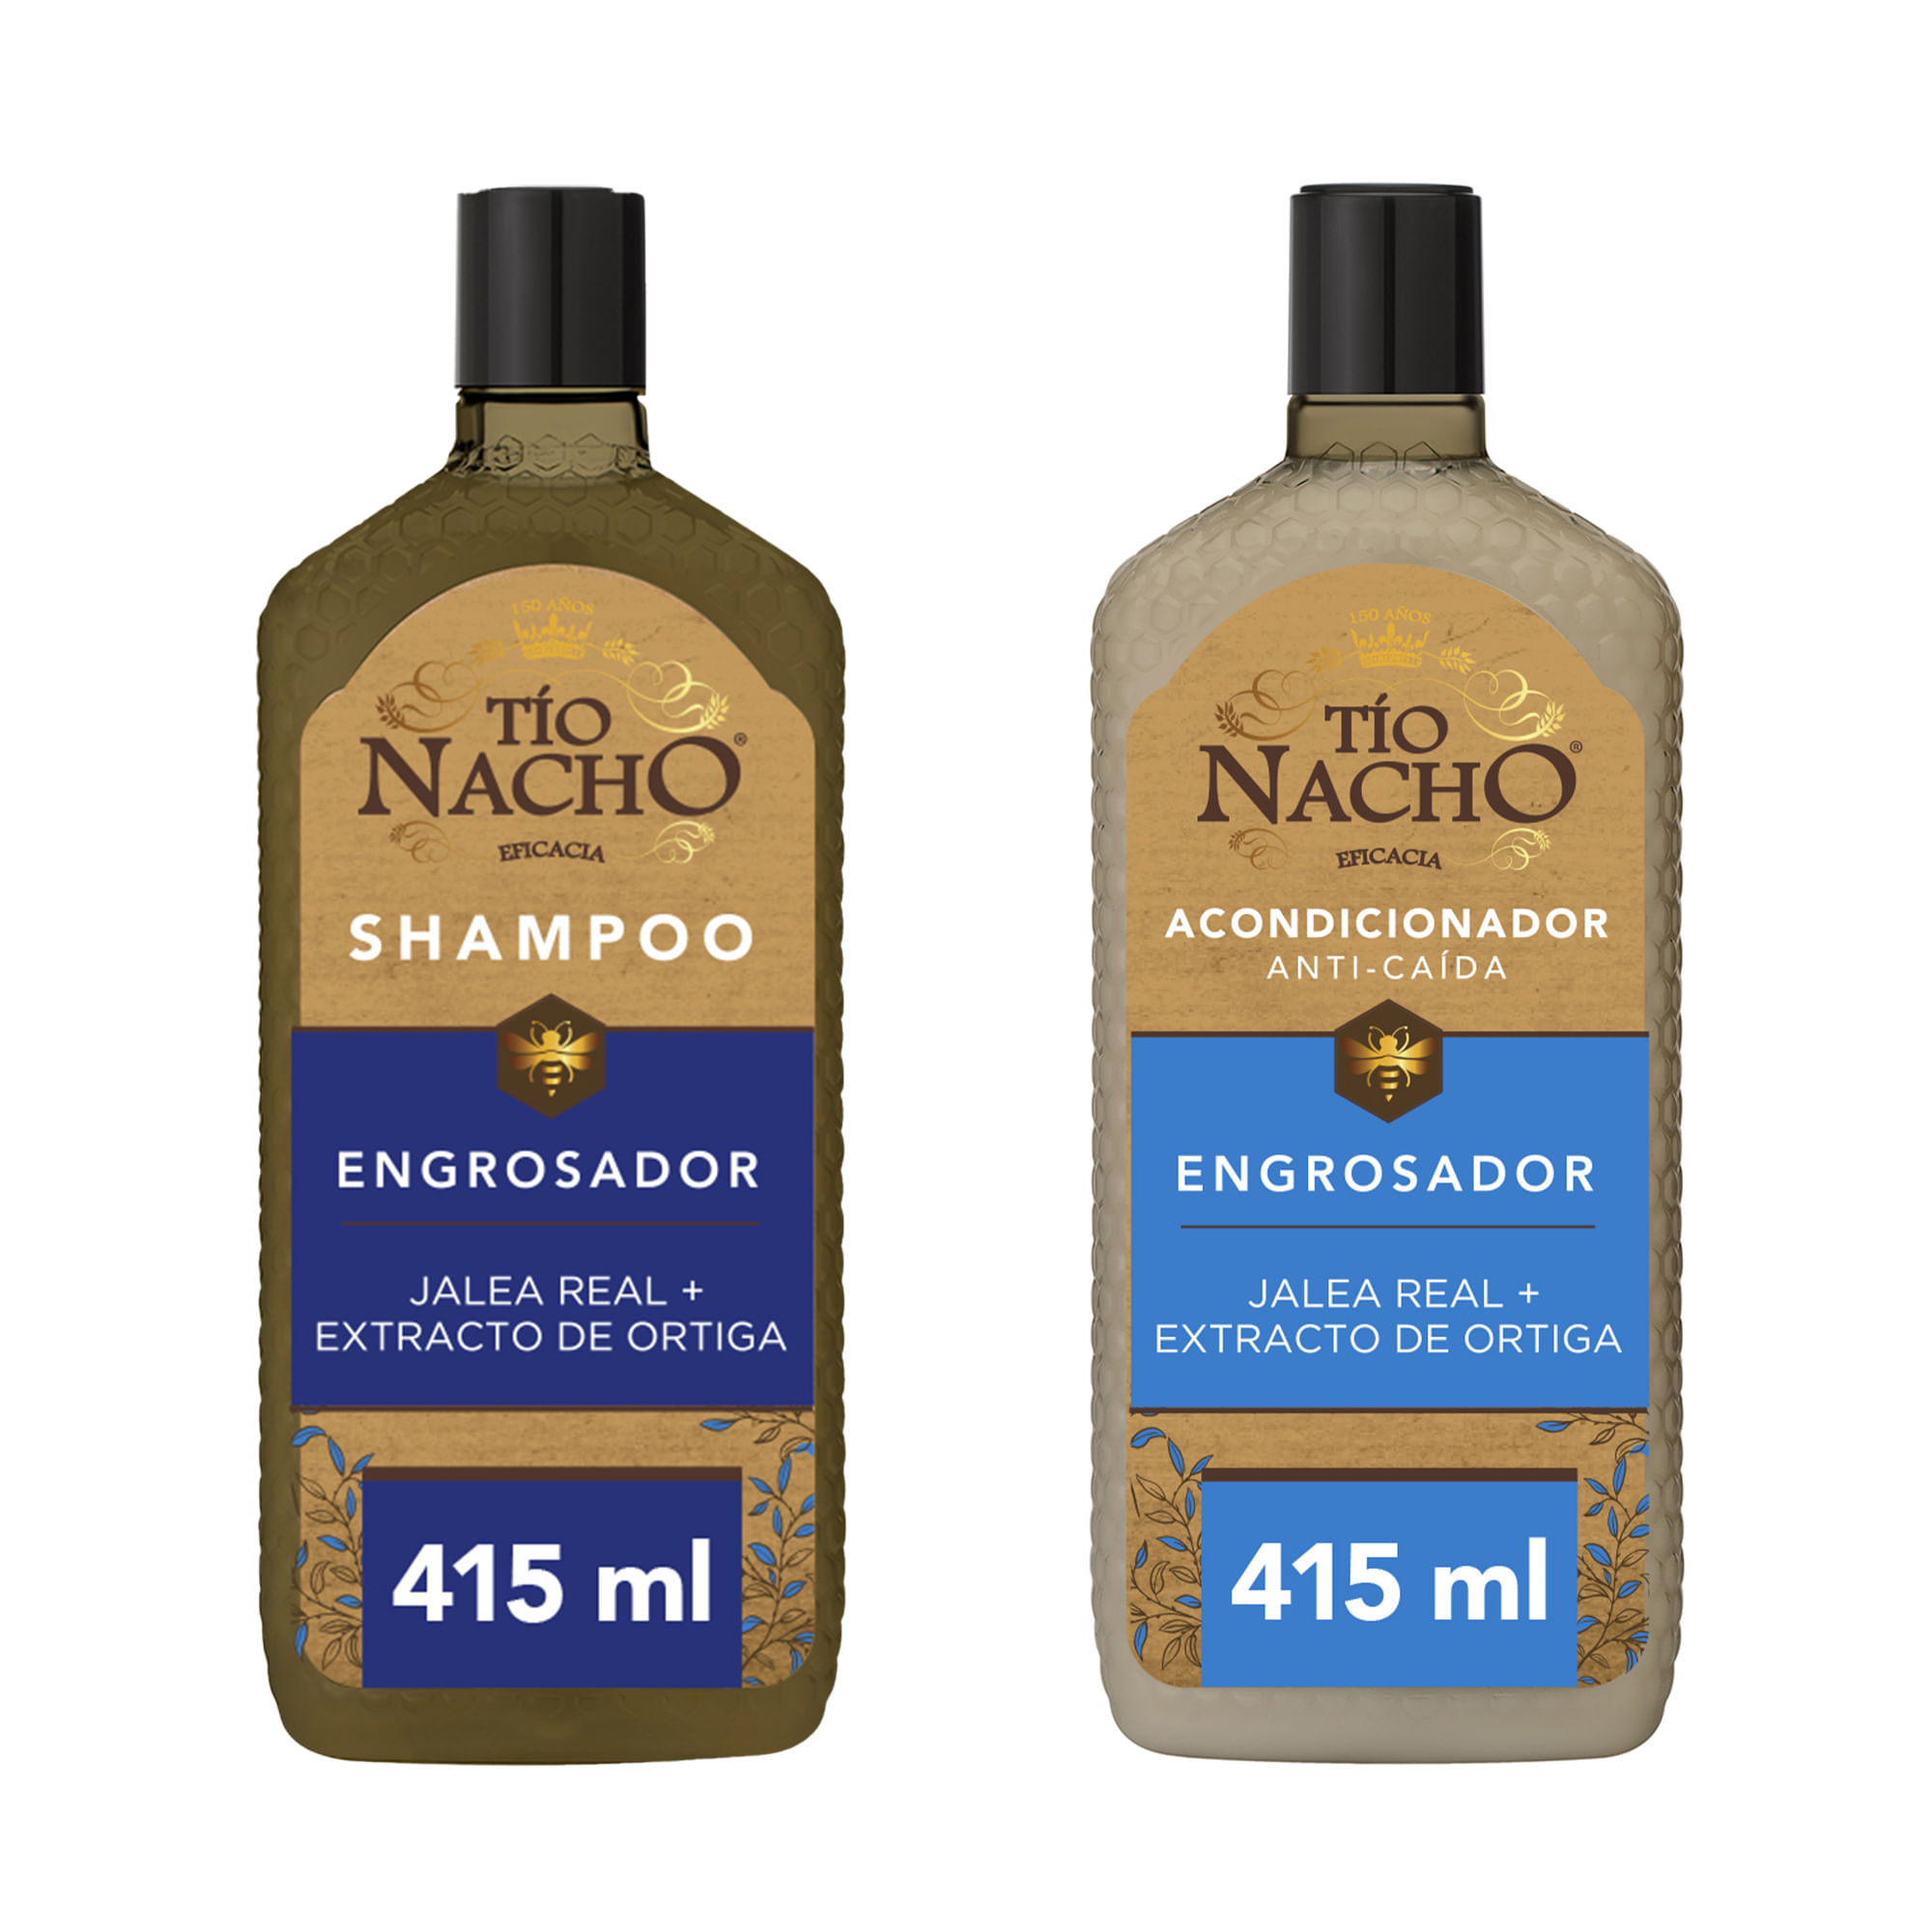 150 AÑOS
TÍO
NACHO®
EFICACIA
SHAMPOO
ENGROSADOR
JALEA REAL +
EXTRACTO DE ORTIGA
415 ml
150 AÑOS
TÍO
NACHO®
EFICACIA
ACONDICIONADOR
ANTI-CAÍDA
ENGROSADOR
JALEA REAL +
EXTRACTO DE ORTIGA
415 ml